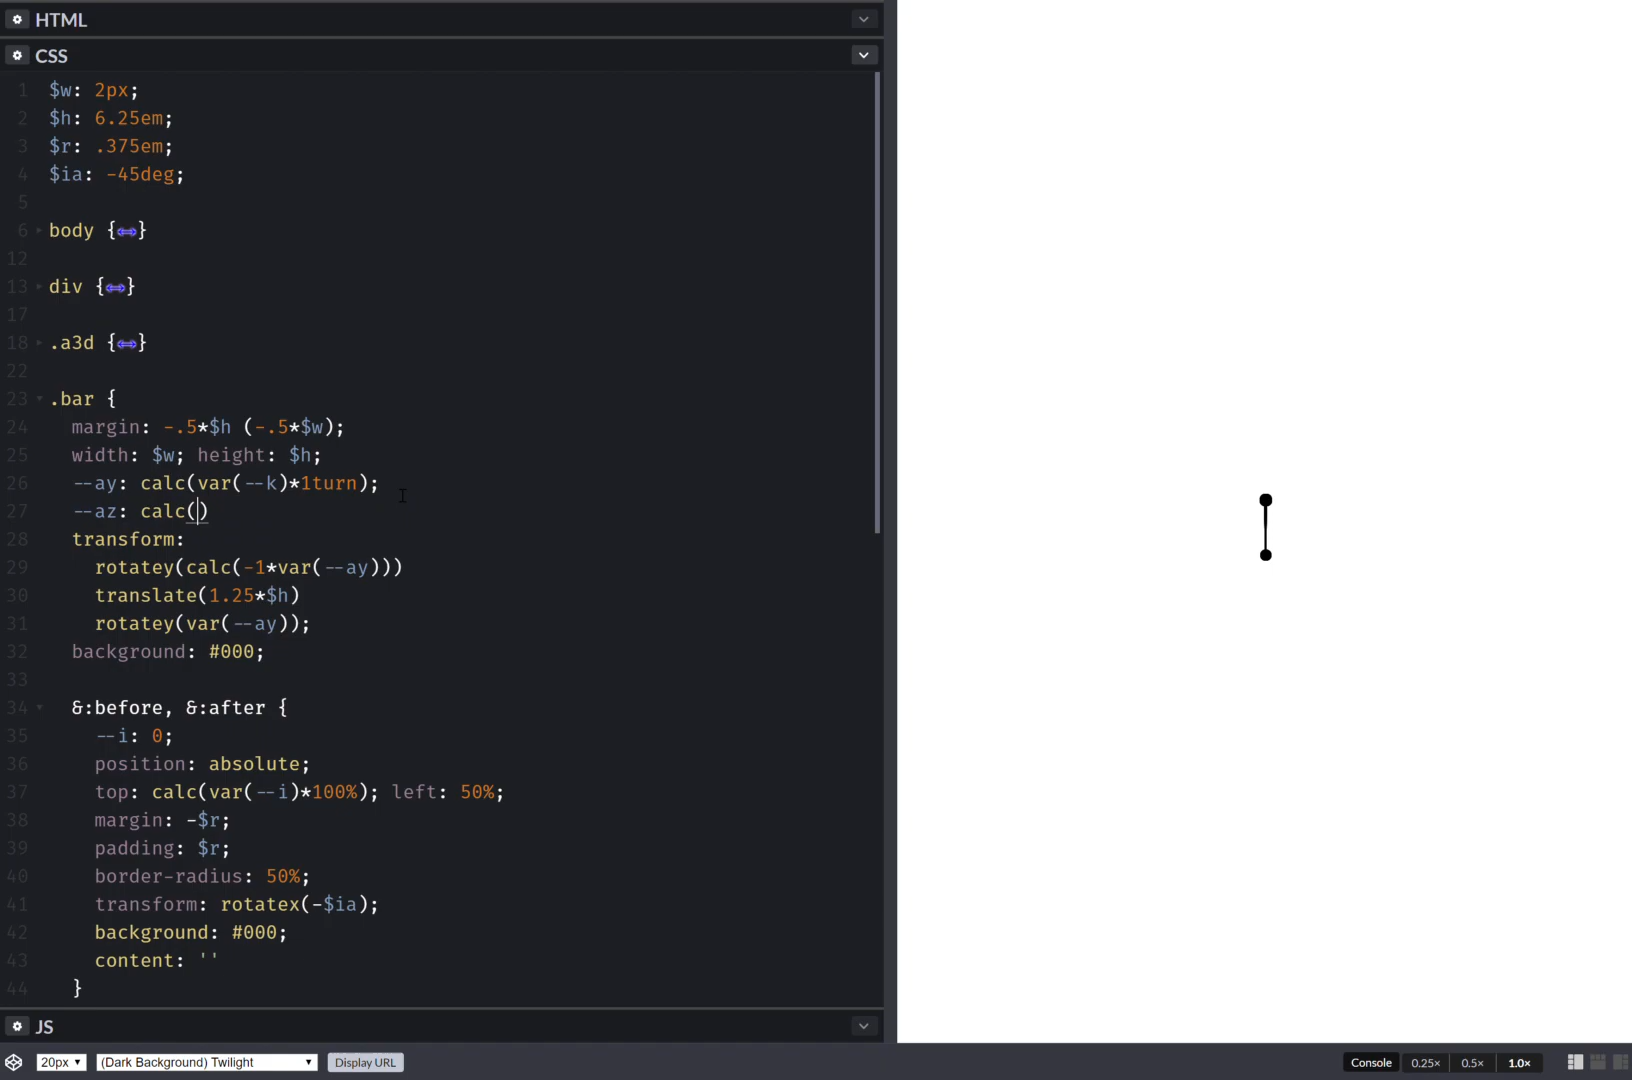 HTML
CSS
1 $w: 2px;
2 $h: 6.25em;
3 $r: .375em;
4 $ia: -45deg;
5
6 body {↔}
12
13 div {↔}
17
18 .a3d {↔}
22
23 .bar {
24 margin: -.5*$h (-.5*$w);
25 width: $w; height: $h;
26 --ay: calc(var(--k)*1turn);
27 --az: calc()
28 transform:
29 rotatey(calc(-1*var(--ay)))
30 translate(1.25*$h)
31 rotatey(var(--ay));
32 background: #000;
33
34 &:before, &:after {
35 --i: 0;
36 position: absolute;
37 top: calc(var(--i)*100%); left: 50%;
38 margin: -$r;
39 padding: $r;
40 border-radius: 50%;
41 transform: rotatex(-$ia);
42 background: #000;
43 content: ''
44 }
JS
20px (Dark Background) Twilight Display URL Console 0.25× 0.5× 1.0×